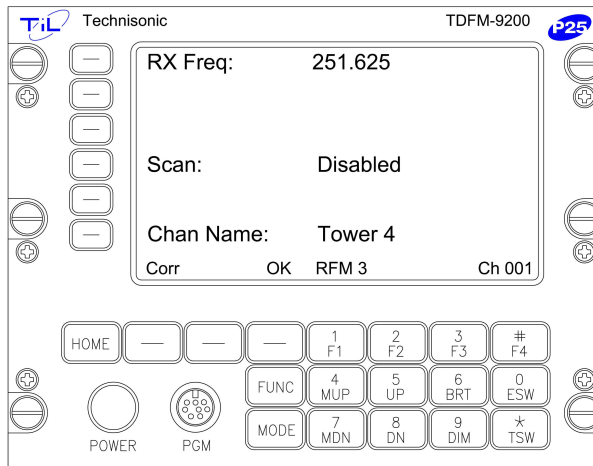 TiL Technisonic TDFM-9200 P25
RX Freq: 251.625
Scan: Disabled
Chan Name: Tower 4
Corr OK RFM 3 Ch 001
HOME 1 2 3 #
F1 F2 F3 F4
FUNC 4 5 6 0
MUP UP BRT ESW
MODE 7 8 9 *
MDN DN DIM TSW
POWER PGM